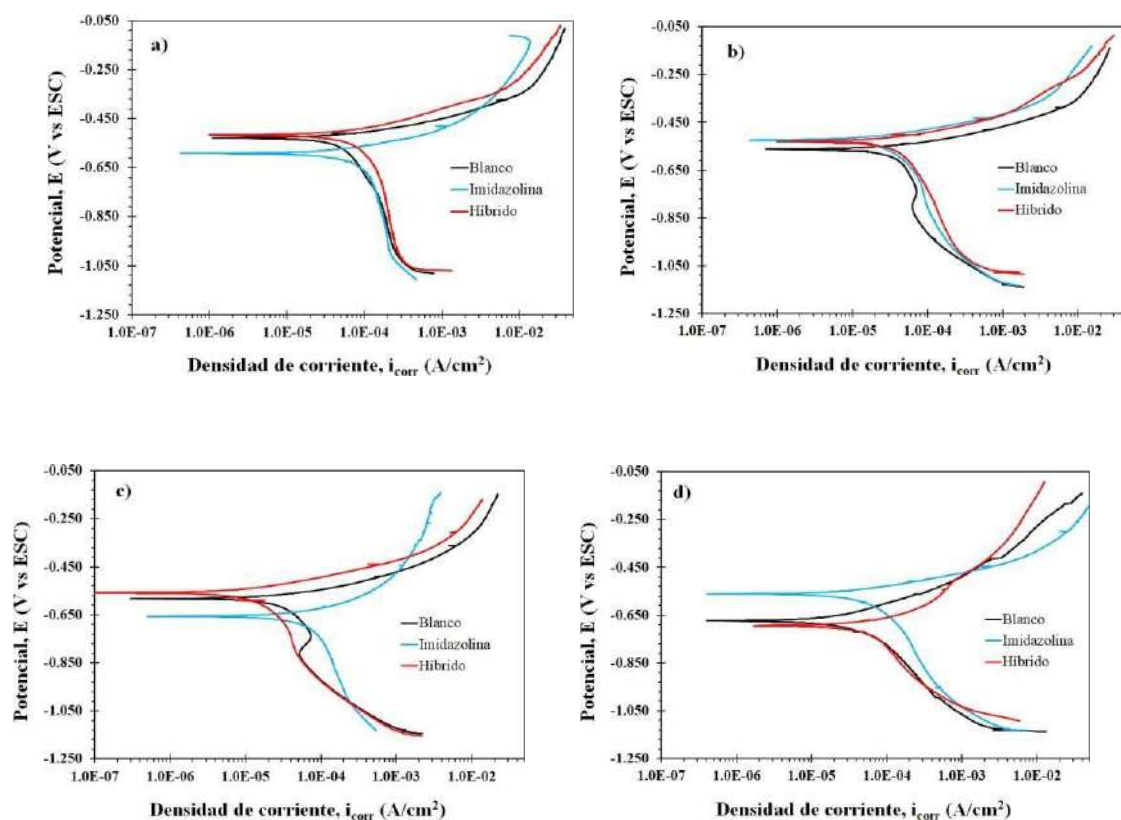 a)
-0.050
-0.250
-0.450
-0.650
-0.850
-1.050
-1.250
Potencial, E (V vs ESC)
Blanco
Imidazolina
Híbrido
1.0E-07 1.0E-06 1.0E-05 1.0E-04 1.0E-03 1.0E-02
Densidad de corriente, icorr (A/cm2)
b)
-0.050
-0.250
-0.450
-0.650
-0.850
-1.050
-1.250
Potencial, E (V vs ESC)
Blanco
Imidazolina
Híbrido
1.0E-07 1.0E-06 1.0E-05 1.0E-04 1.0E-03 1.0E-02
Densidad de corriente, icorr (A/cm2)
c)
-0.050
-0.250
-0.450
-0.650
-0.850
-1.050
-1.250
Potencial, E (V vs ESC)
Blanco
Imidazolina
Híbrido
1.0E-07 1.0E-06 1.0E-05 1.0E-04 1.0E-03 1.0E-02
Densidad de corriente, icorr (A/cm2)
d)
-0.050
-0.250
-0.450
-0.650
-0.850
-1.050
-1.250
Potencial, E (V vs ESC)
Blanco
Imidazolina
Híbrido
1.0E-07 1.0E-06 1.0E-05 1.0E-04 1.0E-03 1.0E-02
Densidad de corriente, icorr (A/cm2)